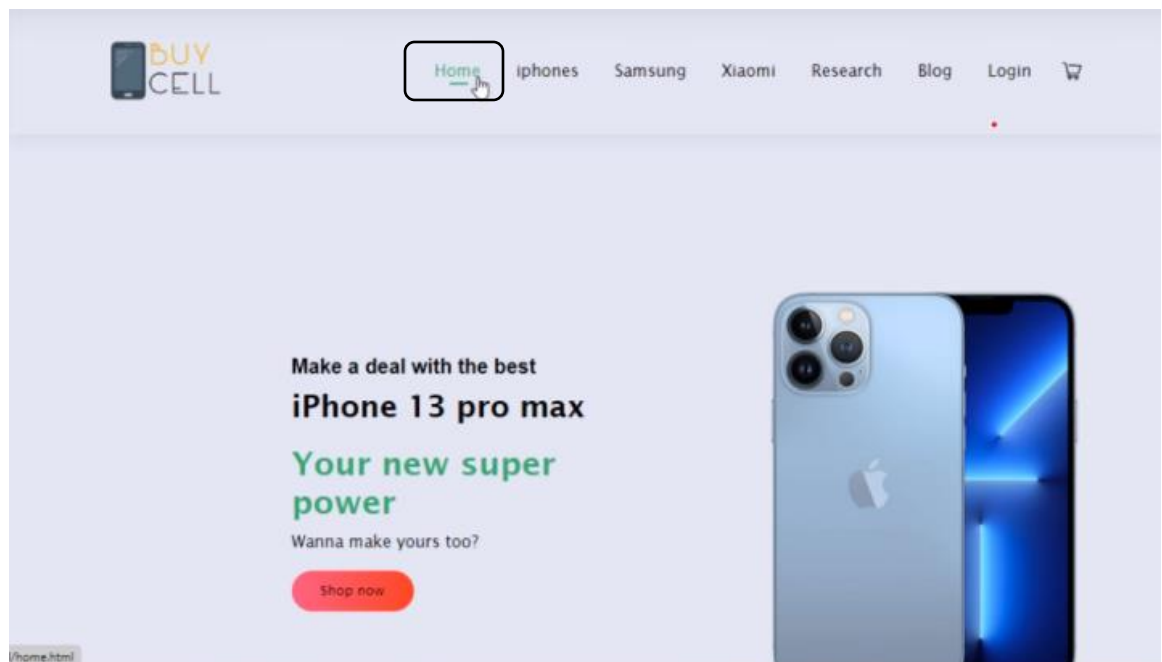 BUY
CELL
Home iphones Samsung Xiaomi Research Blog Login
Make a deal with the best
iPhone 13 pro max
Your new super
power
Wanna make yours too?
Shop now
/home.html